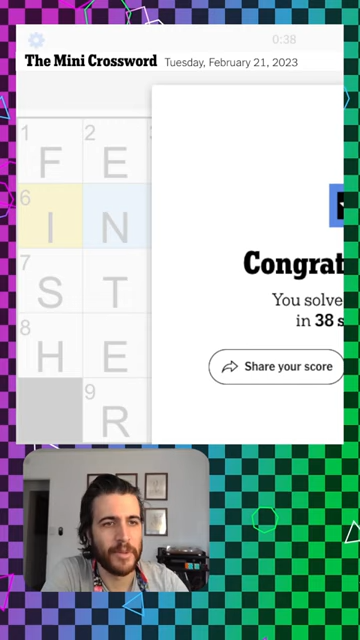 0:38
The Mini Crossword Tuesday, February 21, 2023
1 2
F E
6
I N
7
S T
8
H E
9
R
Congrat
You solve
in 38 s
Share your score